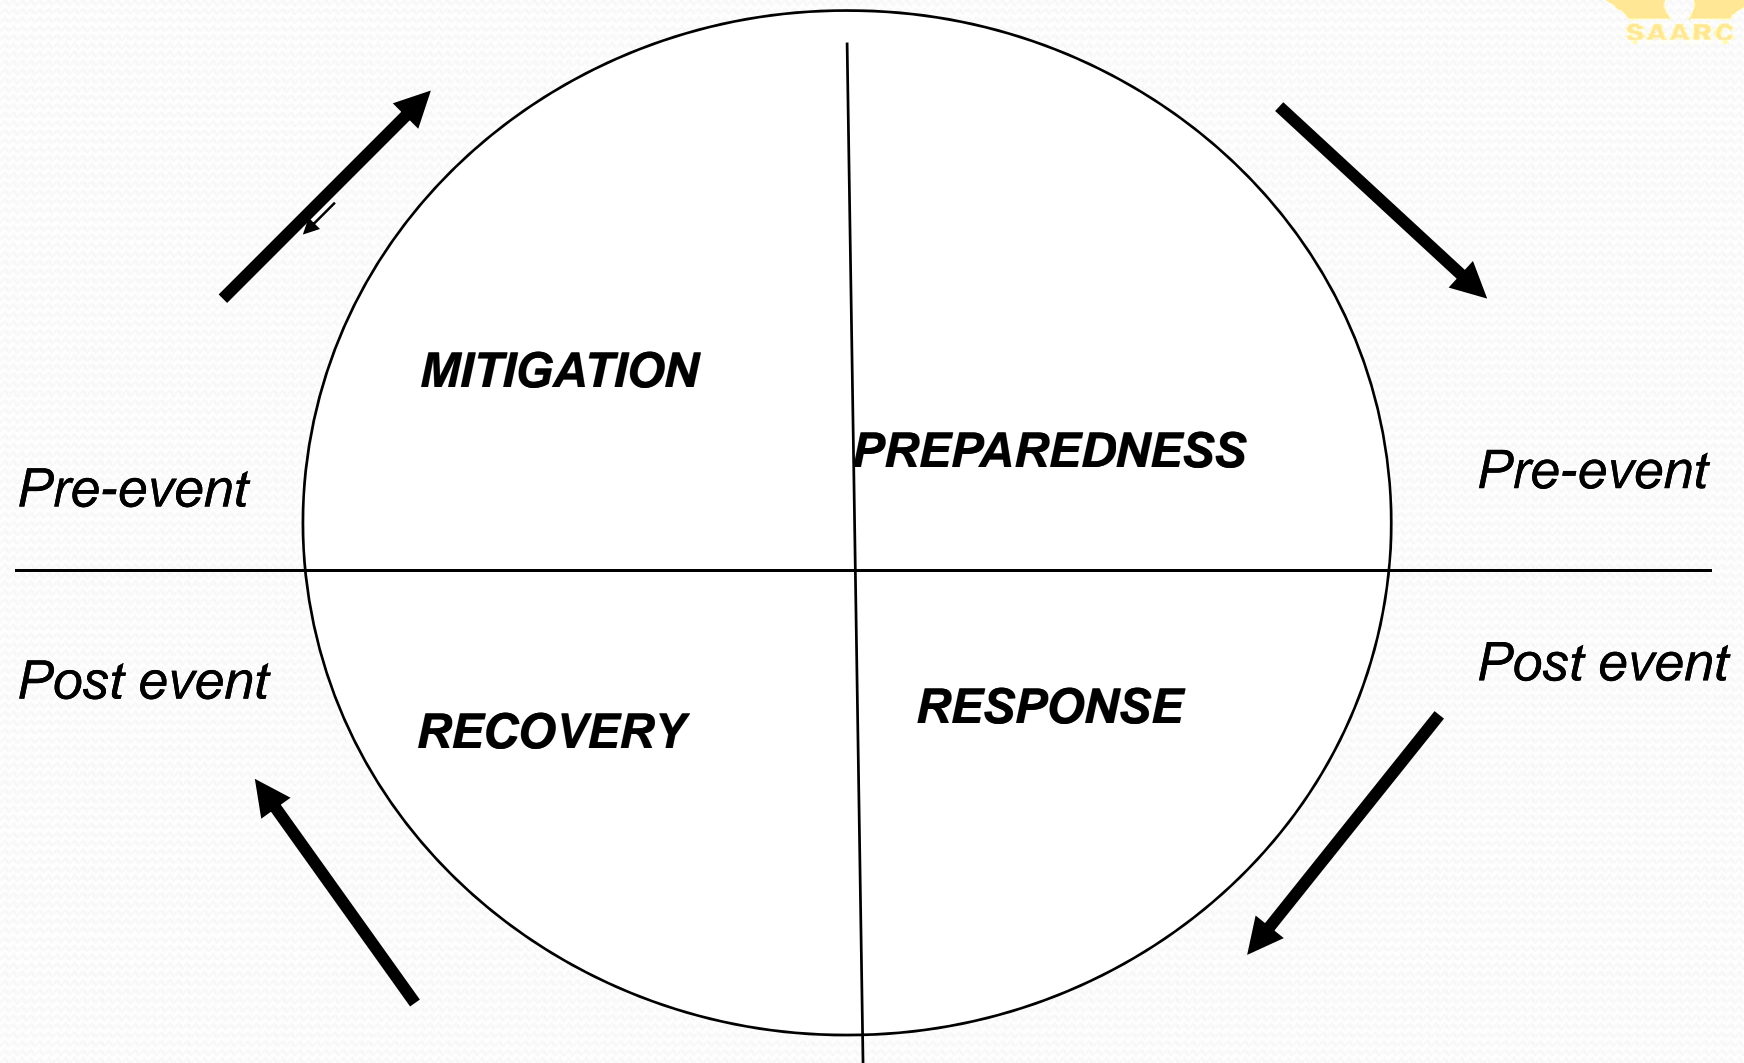 SAARC
MITIGATION
PREPAREDNESS
Pre-event
Pre-event
Post event
Post event
RECOVERY
RESPONSE